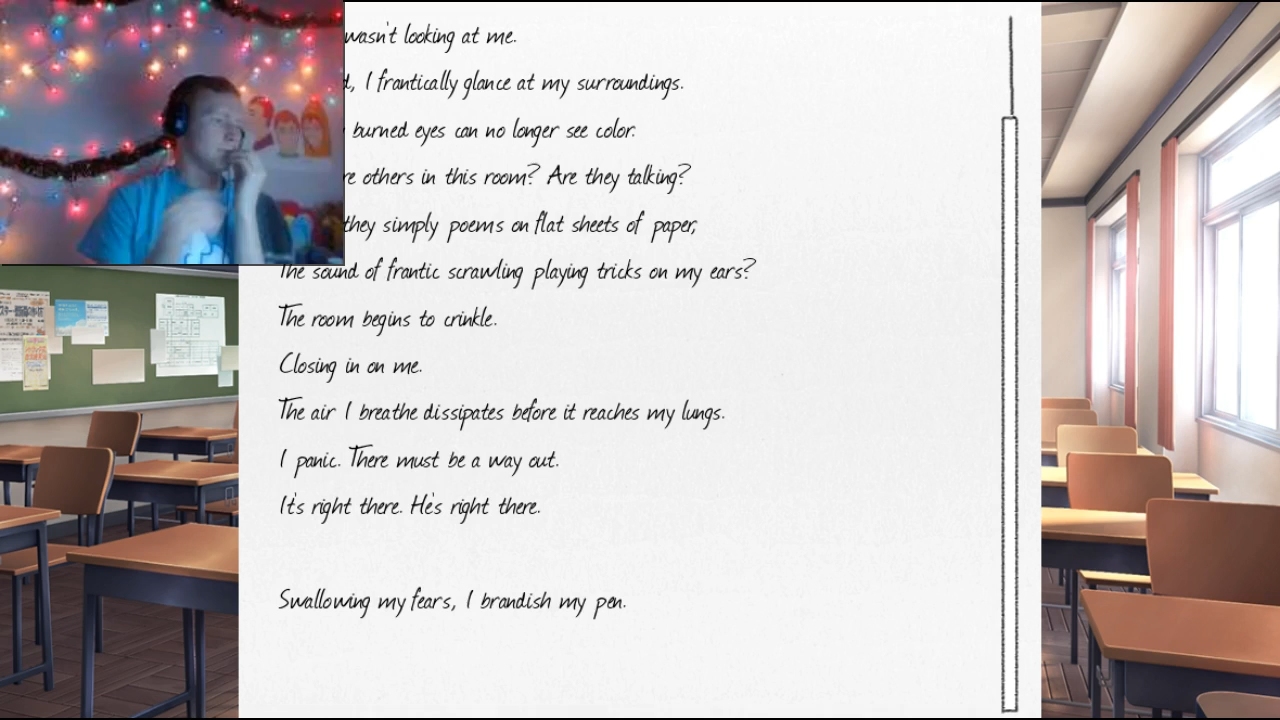 wasn't looking at me.
I frantically glance at my surroundings.
burned eyes can no longer see color.
others in this room? Are they talking?
they simply poems on flat sheets of paper,
The sound of frantic scrawling playing tricks on my ears?
The room begins to crinkle.
Closing in on me.
The air I breathe dissipates before it reaches my lungs.
I panic. There must be a way out.
It's right there. He's right there.
Swallowing my fears, I brandish my pen.